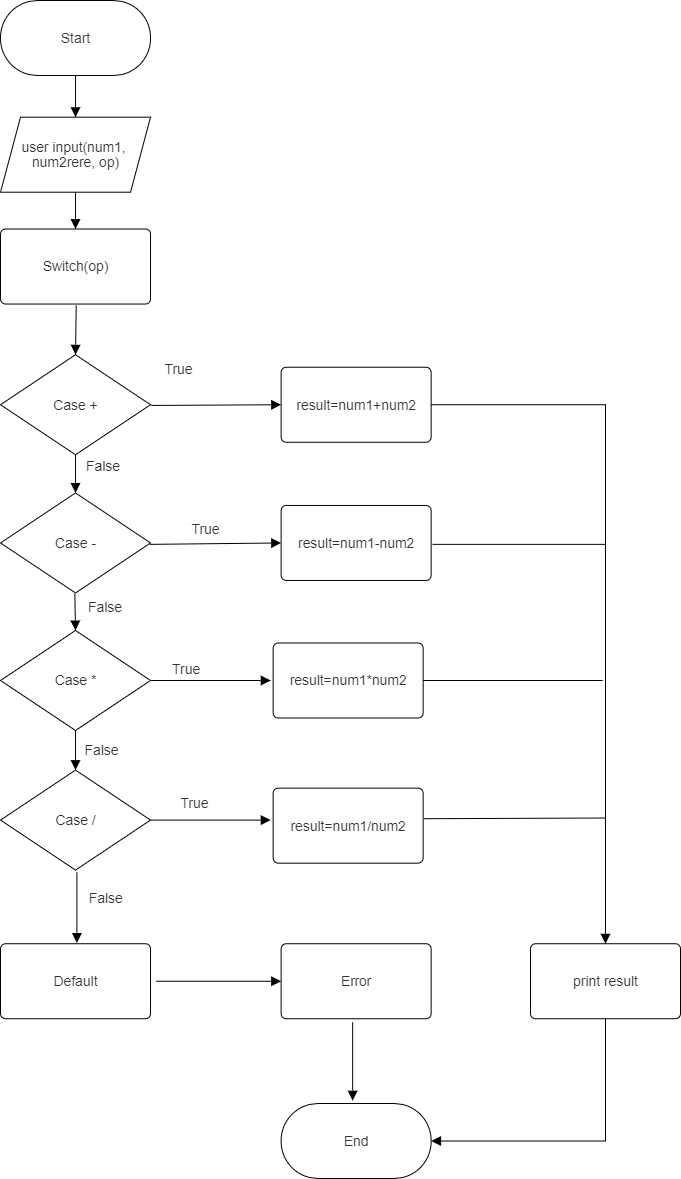 Start
user input(num1,
num2rere, op)
Switch(op)
True
Case +
result=num1+num2
False
True
Case -
result=num1-num2
False
True
Case *
result=num1*num2
False
True
Case /
result=num1/num2
False
Default
Error
print result
End